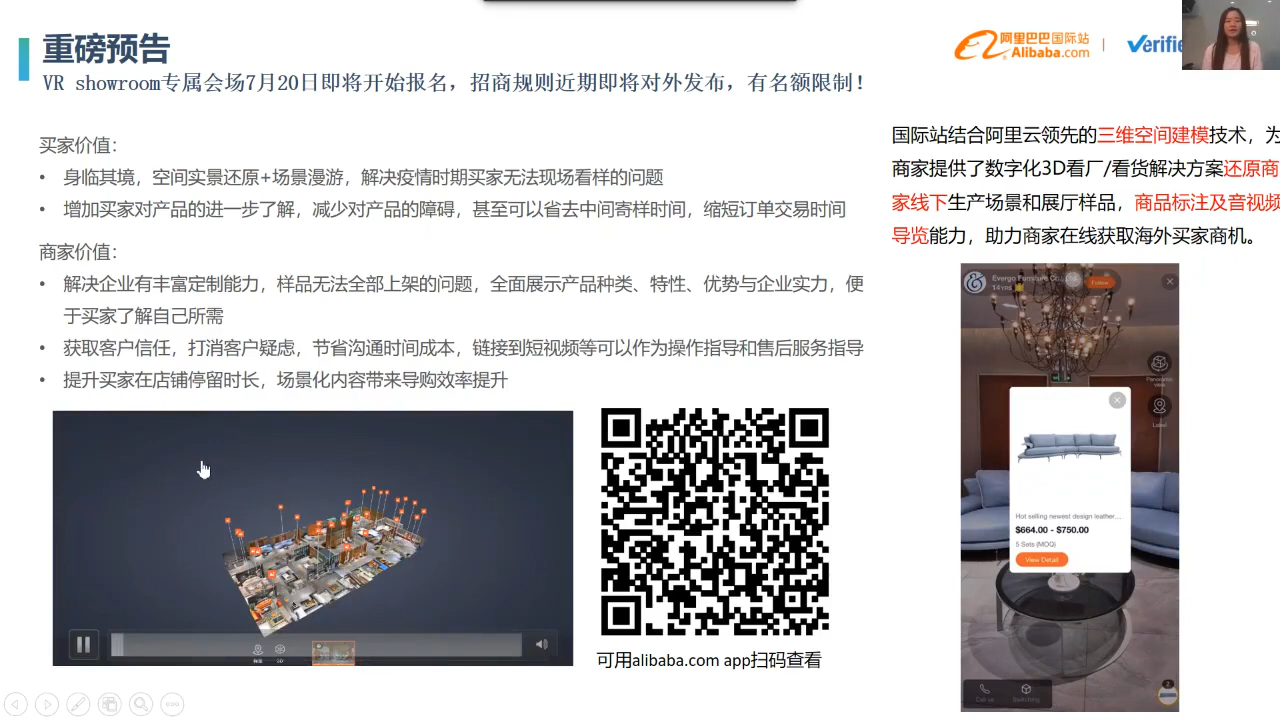 重磅预告
VR showroom专属会场7月20日即将开始报名，招商规则近期即将对外发布，有名额限制！
阿里巴巴国际站
Alibaba.com
Verifie
买家价值：
• 身临其境，空间实景还原+场景漫游，解决疫情时期买家无法现场看样的问题
• 增加买家对产品的进一步了解，减少对产品的障碍，甚至可以省去中间寄样时间，缩短订单交易时间
商家价值：
• 解决企业有丰富定制能力，样品无法全部上架的问题，全面展示产品种类、特性、优势与企业实力，便
于买家了解自己所需
• 获取客户信任，打消客户疑虑，节省沟通时间成本，链接到短视频等可以作为操作指导和售后服务指导
• 提升买家在店铺停留时长，场景化内容带来导购效率提升
国际站结合阿里云领先的三维空间建模技术，为
商家提供了数字化3D看厂/看货解决方案还原商
家线下生产场景和展厅样品，商品标注及音视频
导览能力，助力商家在线获取海外买家商机。
可用alibaba.com app扫码查看
3D
Evergo Furniture
14YRS
Follow
Panoramic
view
Label
Hot selling newest design leather...
$664.00 - $750.00
5 Sets (MOQ)
View Detail
Call us
Switching
2